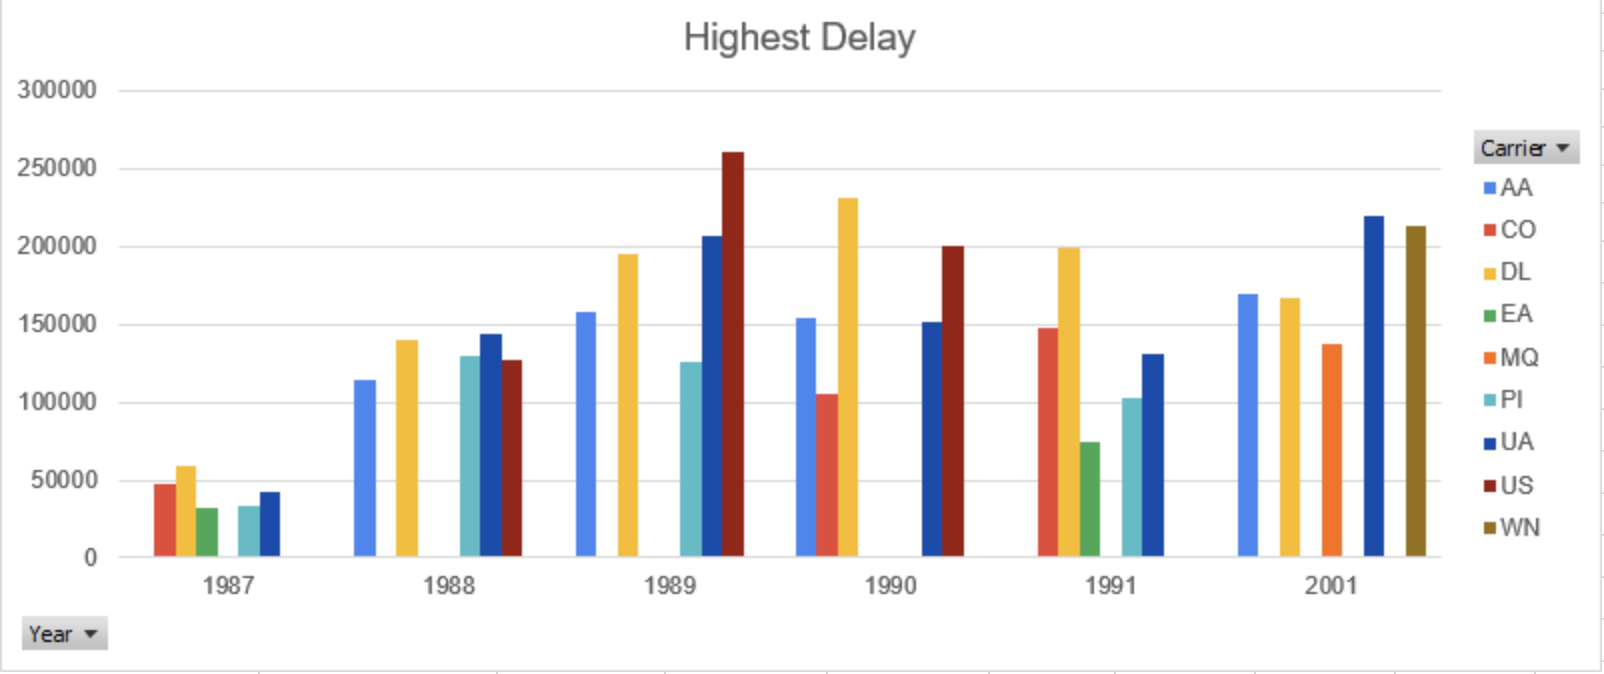 Highest Delay
300000
250000
200000
150000
100000
50000
0
1987 1988 1989 1990 1991 2001
Year
Carrier
AA
CO
DL
EA
MQ
PI
UA
US
WN